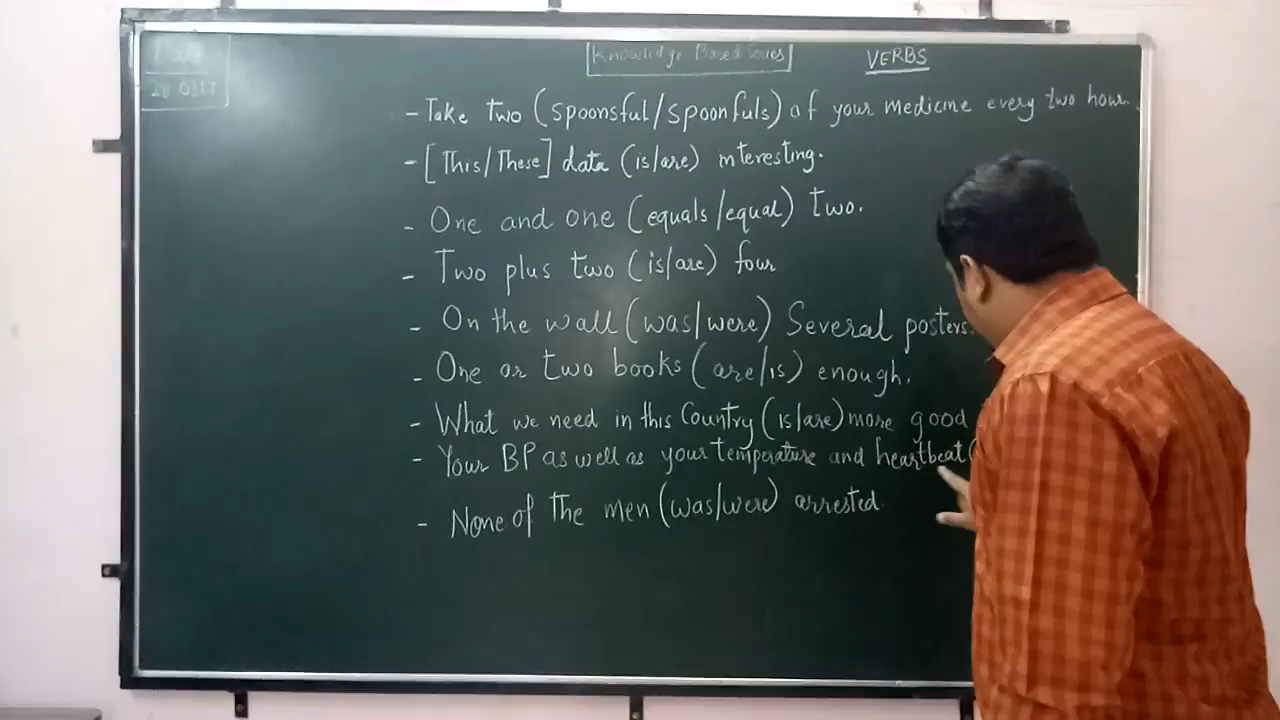 Knowledge Based Series
VERBS
- Take two (spoonsful/spoonfuls) of your medicine every two hour.
- [This/These] data (is/are) interesting.
- One and one (equals/equal) two.
- Two plus two (is/are) four
- On the wall (was/were) Several posters.
- One or two books (are/is) enough.
- What we need in this Country (is/are) more good
- Your BP as well as your temperature and heartbeat (
- None of the men (was/were) arrested